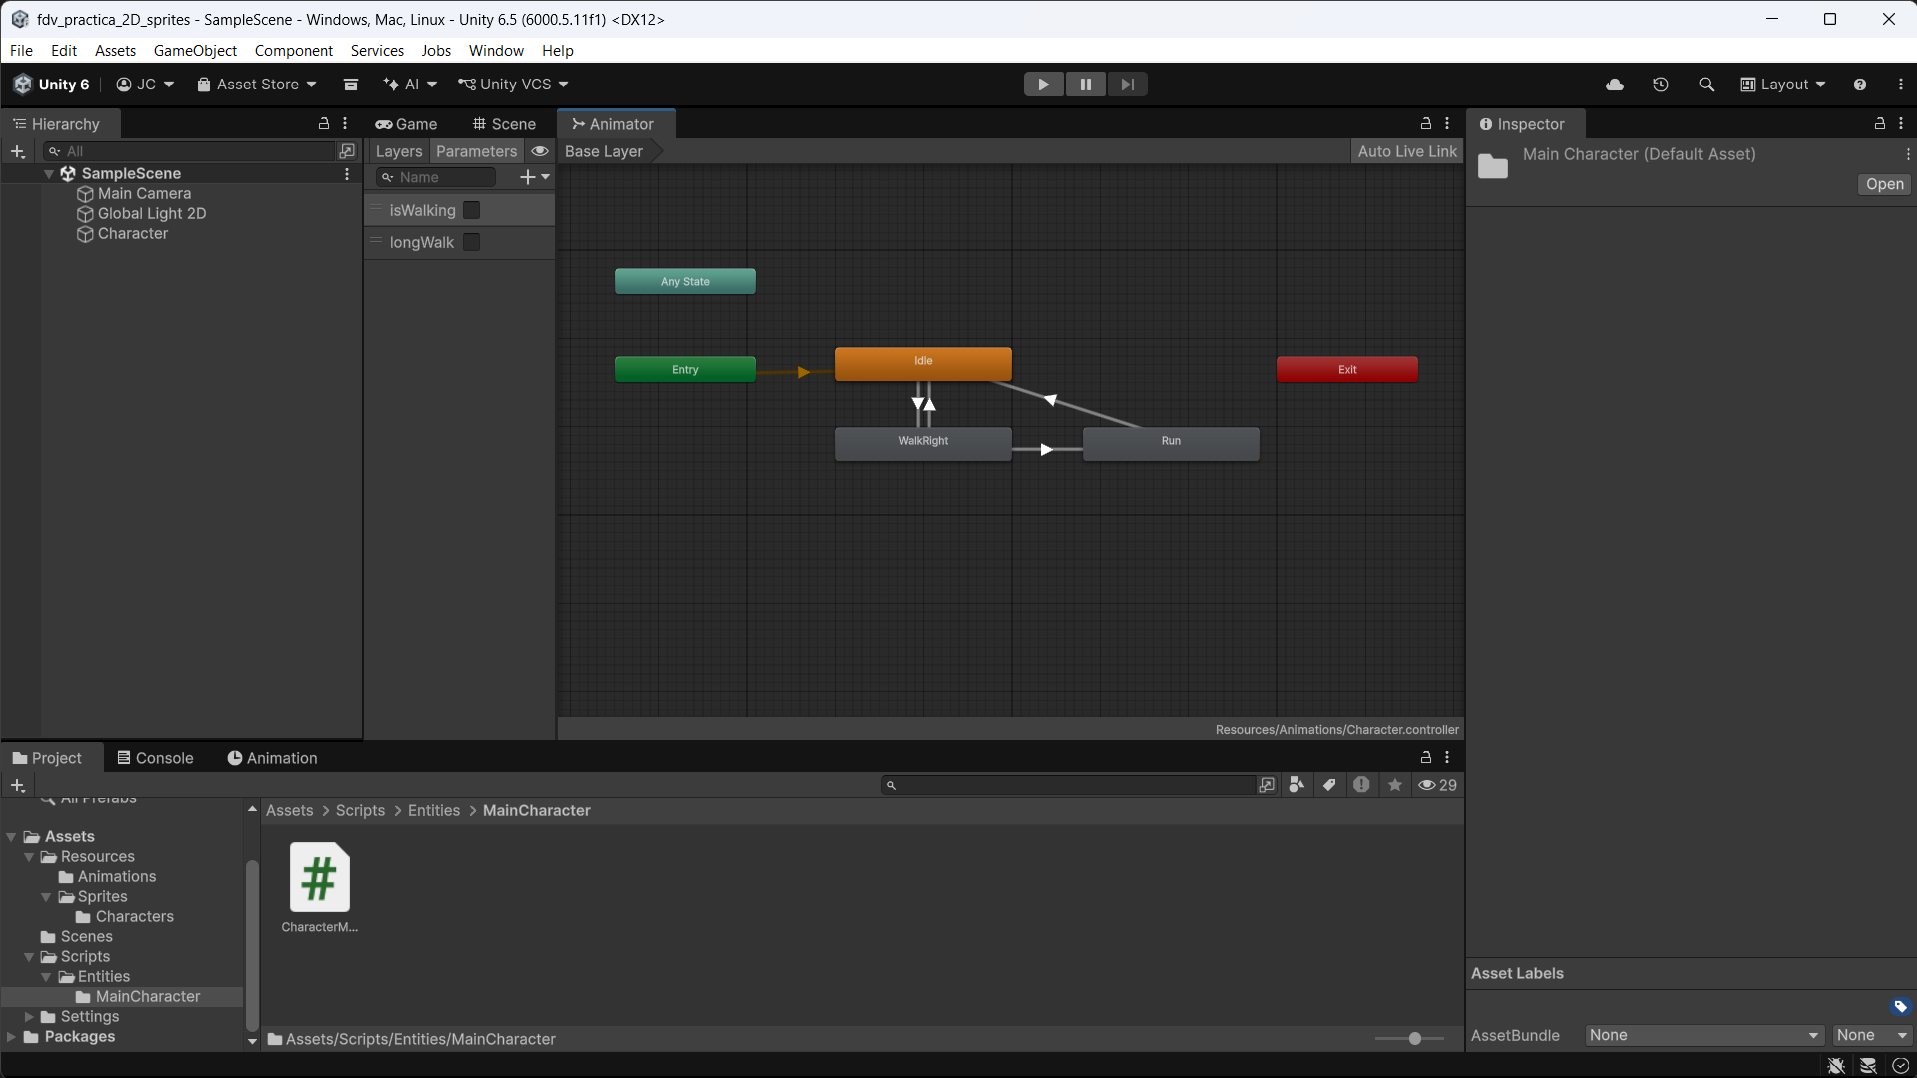 fdv_practica_2D_sprites - SampleScene - Windows, Mac, Linux - Unity 6.5 (6000.5.11f1) <DX12>
File Edit Assets GameObject Component Services Jobs Window Help
Unity 6 JC Asset Store AI Unity VCS Layout
Hierarchy
All
SampleScene
Main Camera
Global Light 2D
Character
Game Scene Animator
Layers Parameters Base Layer Auto Live Link
Name
isWalking
longWalk
Any State
Entry
Idle
Exit
WalkRight
Run
Resources/Animations/Character.controller
Inspector
Main Character (Default Asset)
Open
Project Console Animation
29
All Prefabs
Assets
Resources
Animations
Sprites
Characters
Scenes
Scripts
Entities
MainCharacter
Settings
Packages
Assets > Scripts > Entities > MainCharacter
#
CharacterM...
Assets/Scripts/Entities/MainCharacter
Asset Labels
AssetBundle None None